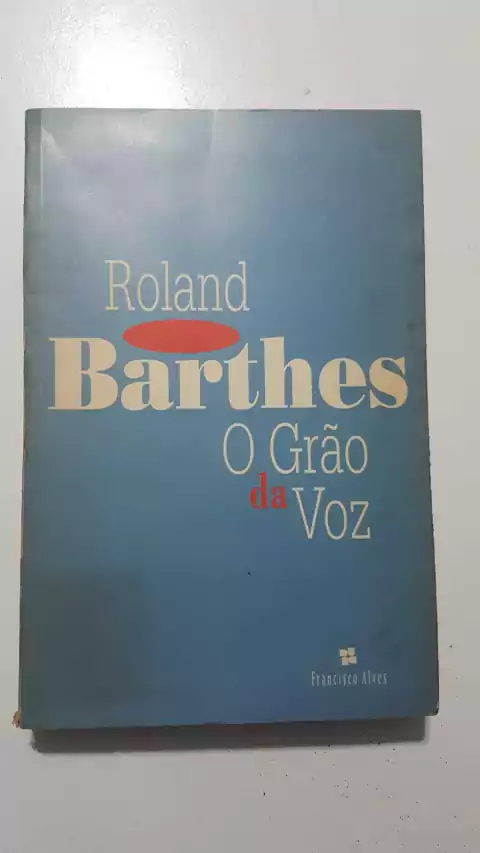 Roland
Barthes
O Grão
da
Voz
Francisco Alves